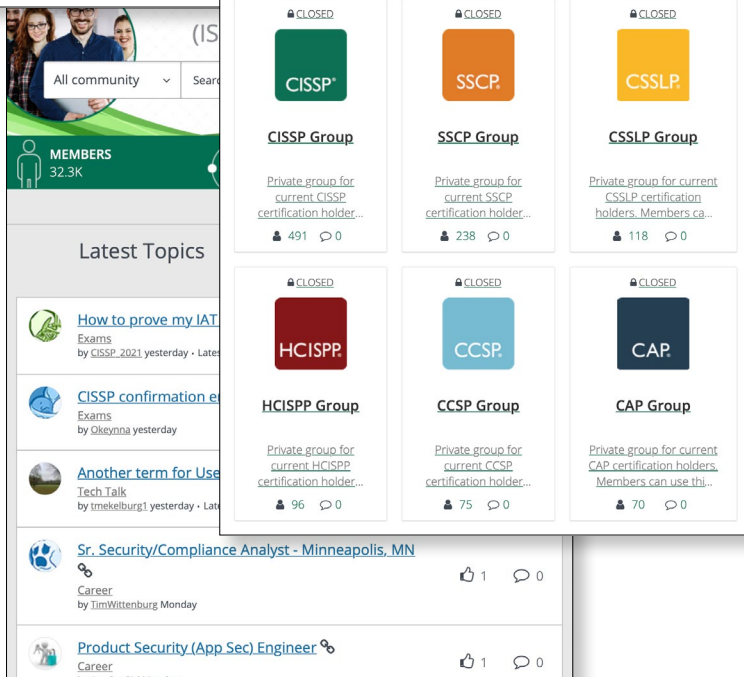 (IS
All community
Searc
MEMBERS
32.3K
Latest Topics
How to prove my IAT
Exams
by CISSP_2021 yesterday • Lates
CISSP confirmation e
Exams
by Okeynna yesterday
Another term for Use
Tech Talk
by tmekelburg1 yesterday • Late
Sr. Security/Compliance Analyst - Minneapolis, MN
1
0
Career
by TimWittenburg Monday
Product Security (App Sec) Engineer
1
0
Career
CLOSED
CISSP®
CISSP Group
Private group for
current CISSP
certification holder...
491 0
CLOSED
SSCP®
SSCP Group
Private group for
current SSCP
certification holder...
238 0
CLOSED
CSSLP®
CSSLP Group
Private group for current
CSSLP certification
holders. Members ca...
118 0
CLOSED
HCISPP®
HCISPP Group
Private group for
current HCISPP
certification holder...
96 0
CLOSED
CCSP®
CCSP Group
Private group for
current CCSP
certification holder...
75 0
CLOSED
CAP®
CAP Group
Private group for current
CAP certification holders.
Members can use thi...
70 0